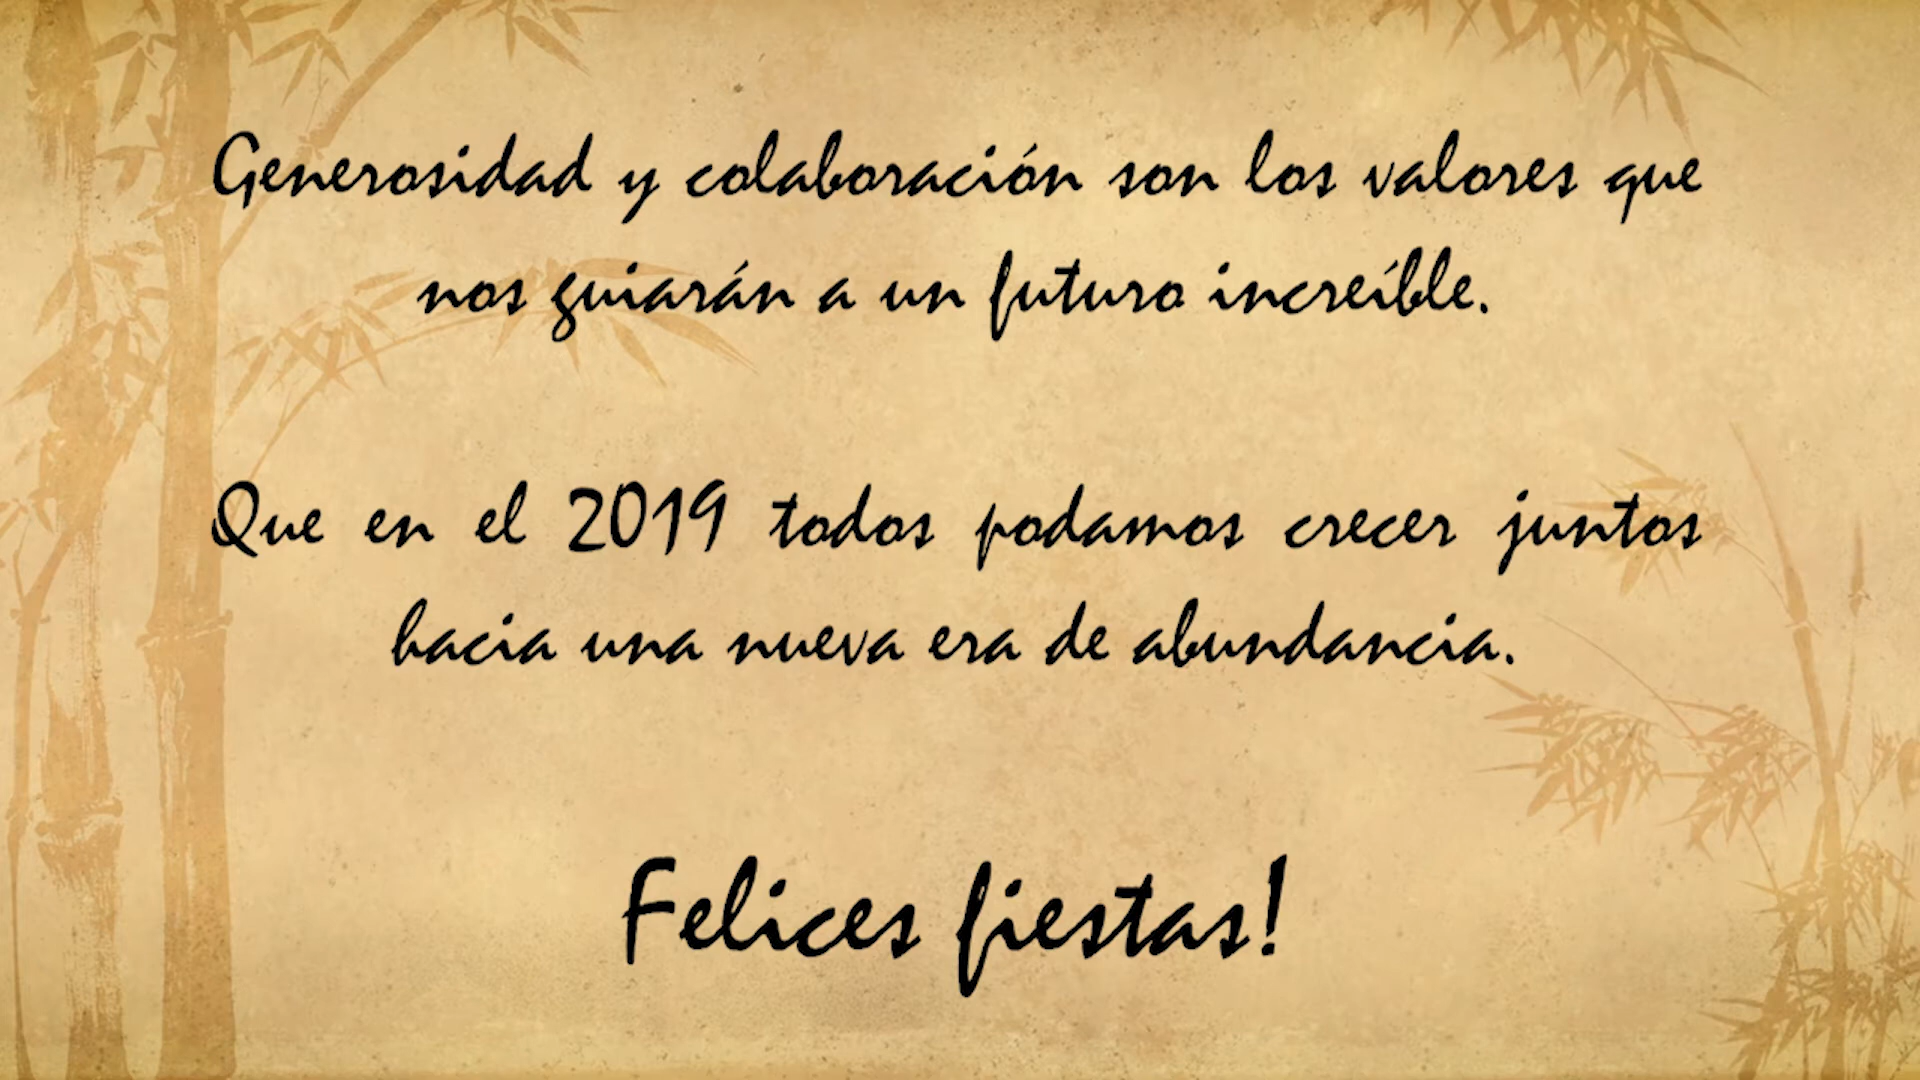 Generosidad y colaboración son los valores que
nos guiarán a un futuro increíble.
Que en el 2019 todos podamos crecer juntos
hacia una nueva era de abundancia.
Felices fiestas!